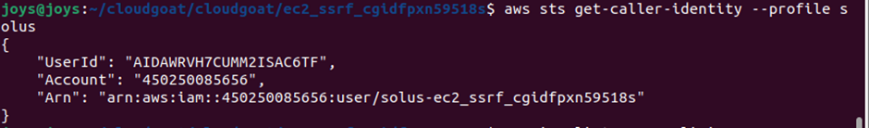 joys@joys:~/cloudgoat/cloudgoat/ec2_ssrf_cgidfpxn59518s$ aws sts get-caller-identity --profile s
olus
{
    "UserId": "AIDAWRVH7CUMM2ISAC6TF",
    "Account": "450250085656",
    "Arn": "arn:aws:iam::450250085656:user/solus-ec2_ssrf_cgidfpxn59518s"
}